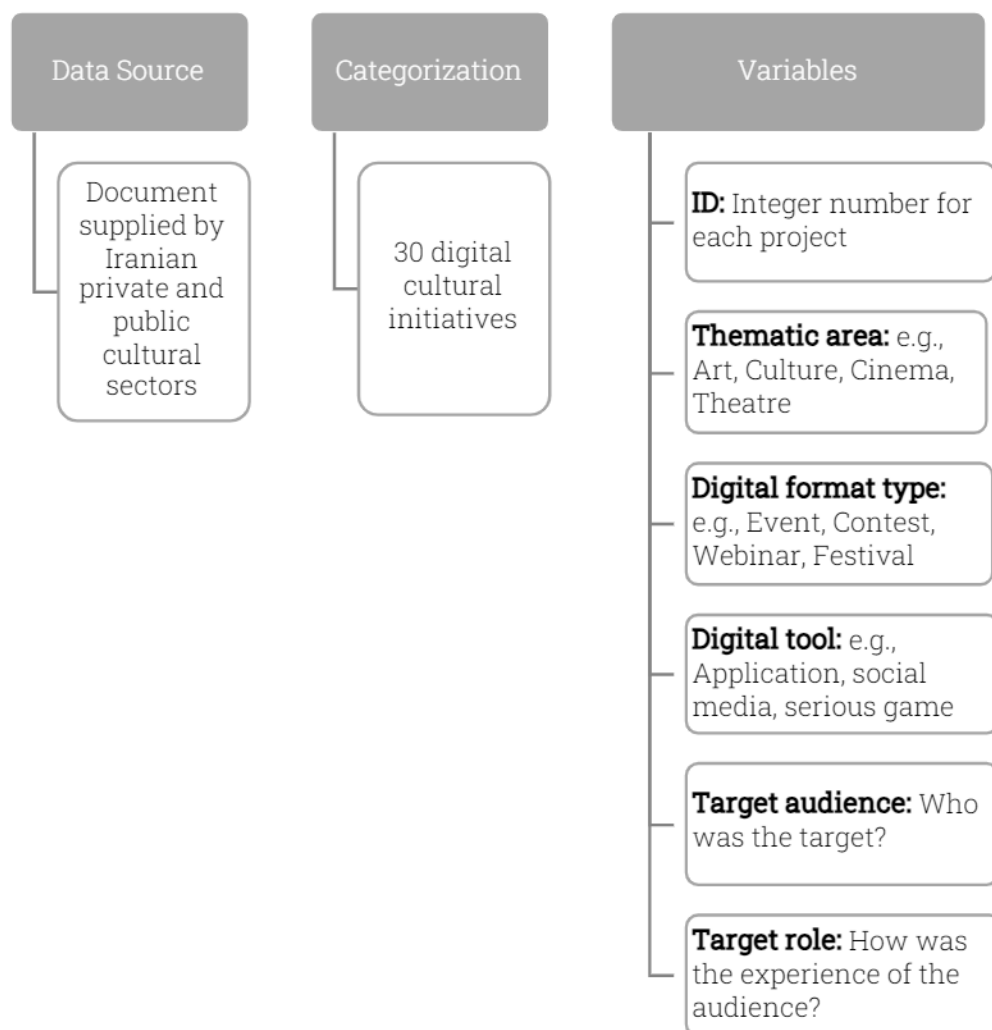 Data Source
Document
supplied by
Iranian
private and
public
cultural
sectors
Categorization
30 digital
cultural
initiatives
Variables
ID: Integer number for
each project
Thematic area: e.g.,
Art, Culture, Cinema,
Theatre
Digital format type:
e.g., Event, Contest,
Webinar, Festival
Digital tool: e.g.,
Application, social
media, serious game
Target audience: Who
was the target?
Target role: How was
the experience of the
audience?